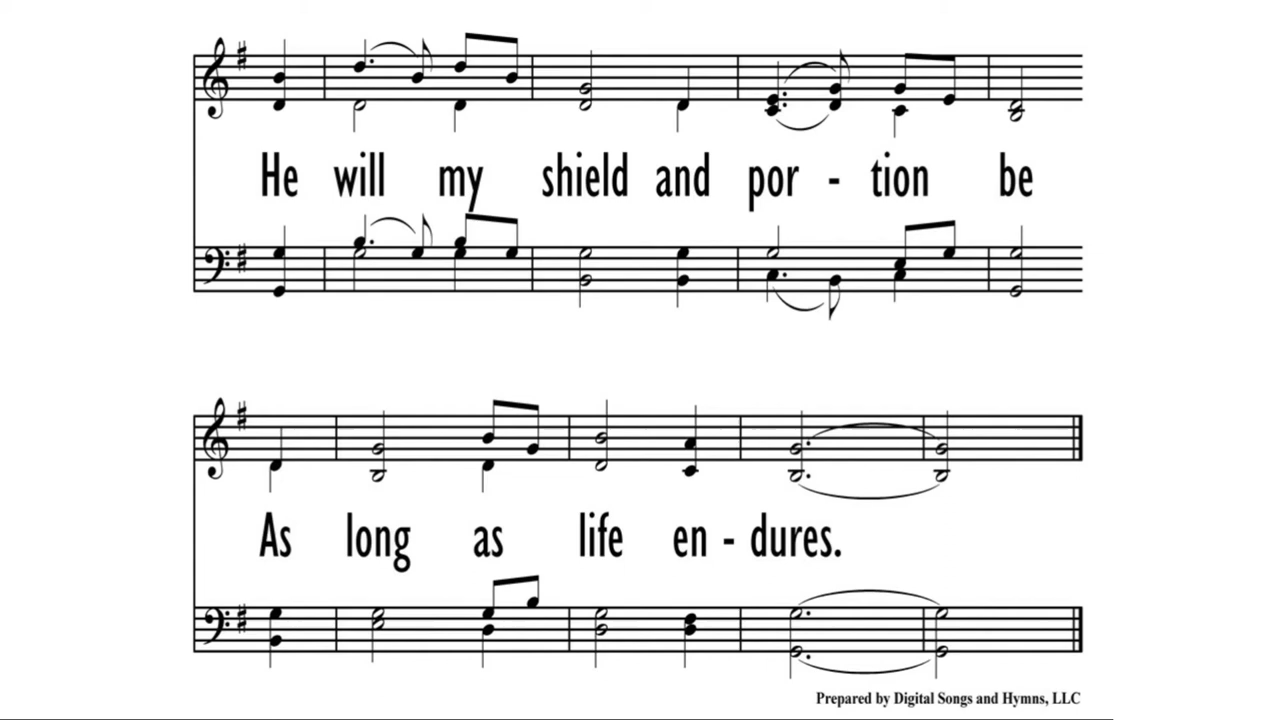 He will my shield and por - tion be
As long as life en - dures.
Prepared by Digital Songs and Hymns, LLC